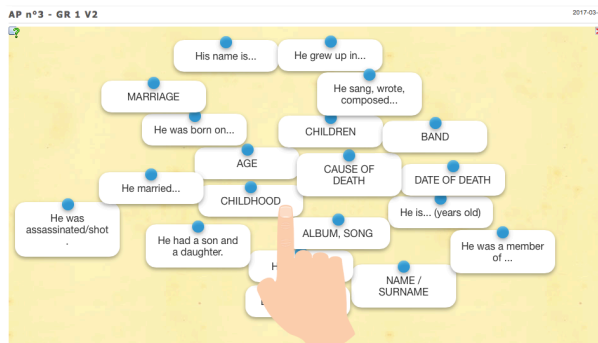 AP nº3 - GR 1 V2
2017-03-
His name is...
He grew up in...
MARRIAGE
He sang, wrote,
composed...
He was born on...
CHILDREN
BAND
AGE
CAUSE OF
DEATH
DATE OF DEATH
He married...
CHILDHOOD
He is... (years old)
He was
assassinated/shot
.
He had a son and
a daughter.
ALBUM, SONG
He was a member
of ...
NAME /
SURNAME